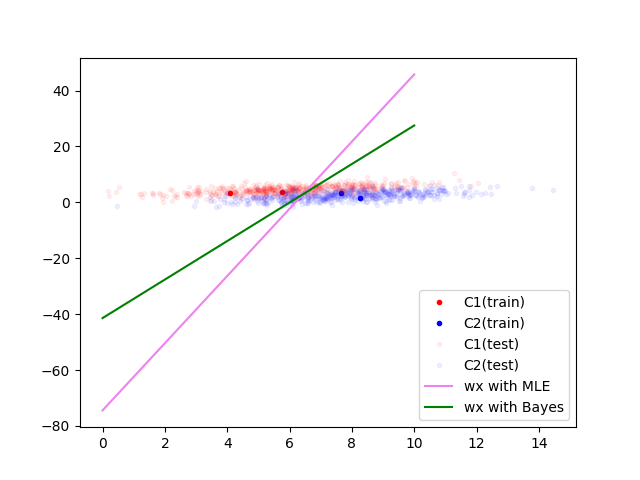 40
20
0
−20
−40
−60
−80
0 2 4 6 8 10 12 14
C1(train)
C2(train)
C1(test)
C2(test)
wx with MLE
wx with Bayes